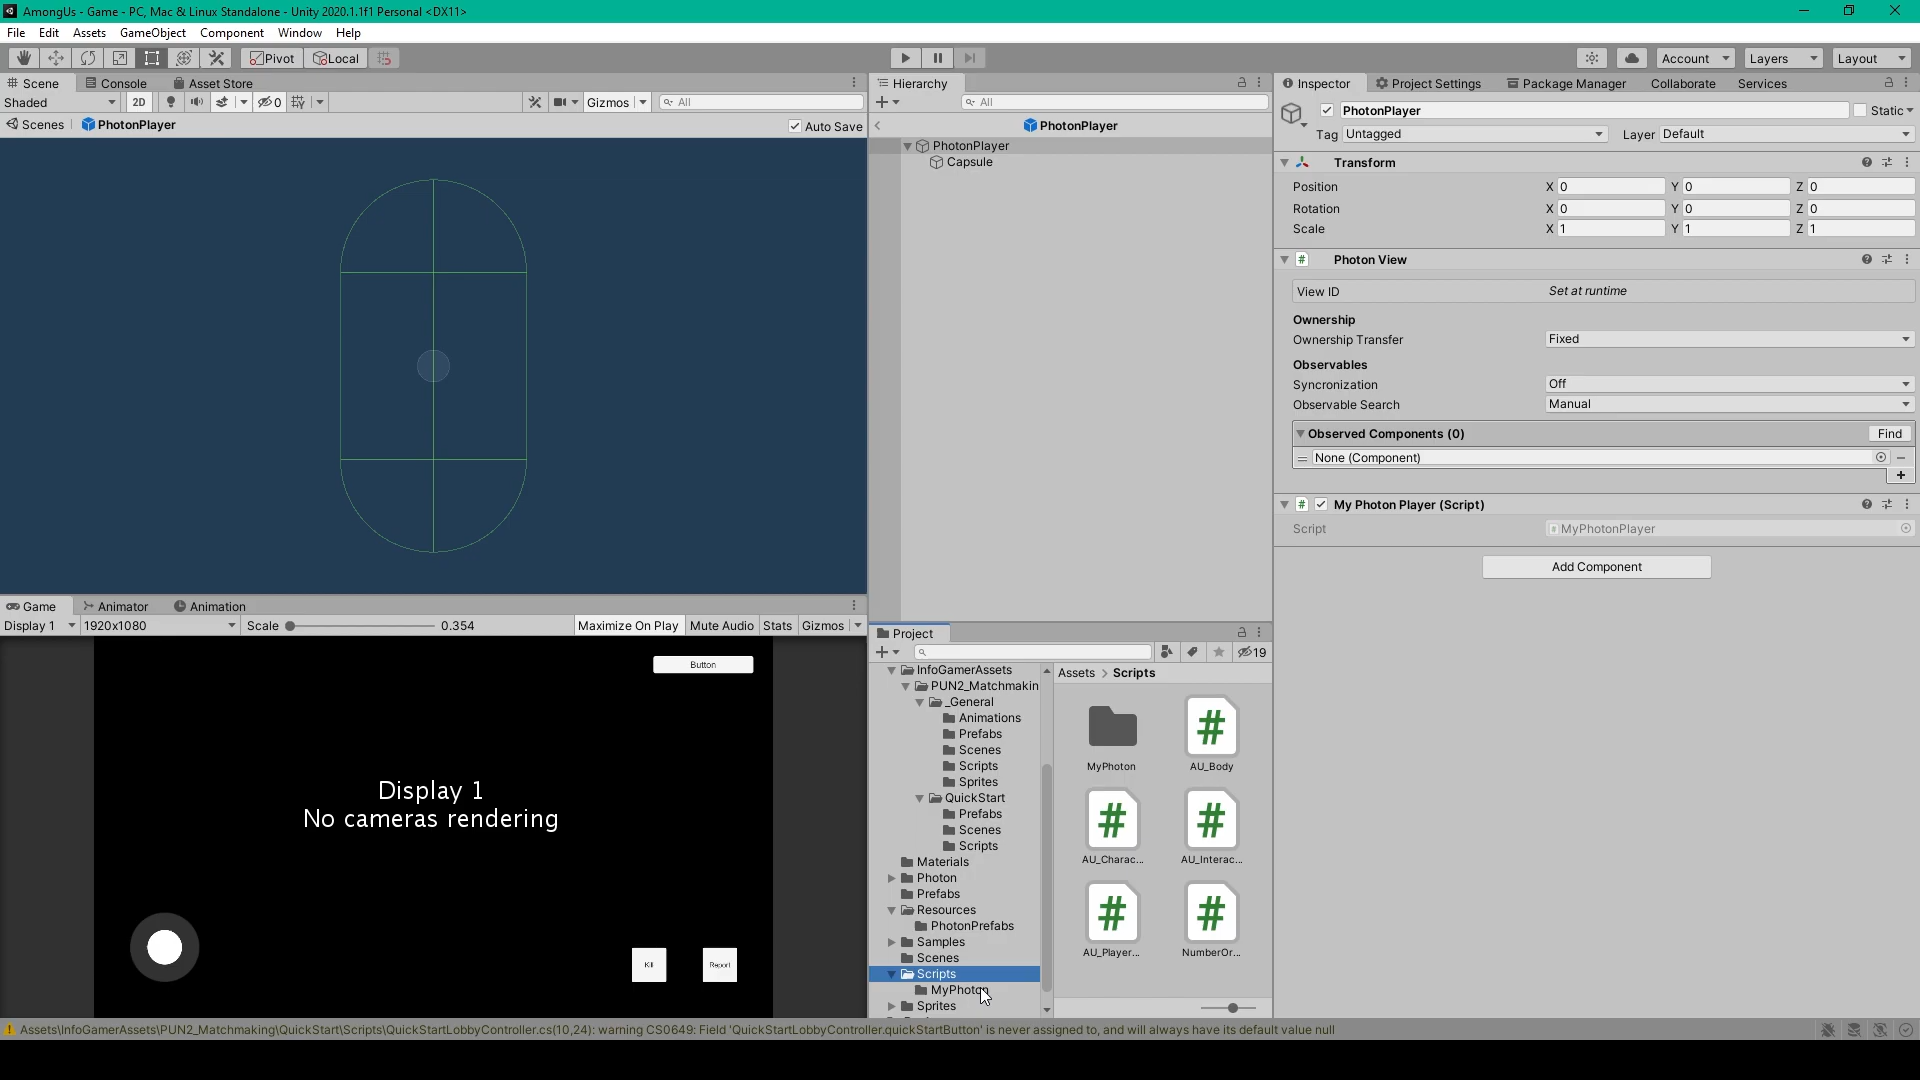 AmongUs - Game - PC, Mac & Linux Standalone - Unity 2020.1.1f1 Personal <DX11>
File Edit Assets GameObject Component Window Help
Pivot Local Account Layers Layout
Scene Console Asset Store
Shaded 2D 0 Gizmos All
Scenes PhotonPlayer Auto Save
Game Animator Animation
Display 1 1920x1080 Scale 0.354 Maximize On Play Mute Audio Stats Gizmos
Button
Display 1
No cameras rendering
Kill Report
Hierarchy
All
PhotonPlayer
PhotonPlayer
Capsule
Project
19
InfoGamerAssets
PUN2_Matchmakin
_General
Animations
Prefabs
Scenes
Scripts
Sprites
QuickStart
Prefabs
Scenes
Scripts
Materials
Photon
Prefabs
Resources
PhotonPrefabs
Samples
Scenes
Scripts
MyPhoton
Sprites
Assets > Scripts
MyPhoton AU_Body
AU_Charac... AU_Interac...
AU_Player... NumberOr...
Inspector Project Settings Package Manager Collaborate Services
PhotonPlayer Static
Tag Untagged Layer Default
Transform
Position X 0 Y 0 Z 0
Rotation X 0 Y 0 Z 0
Scale X 1 Y 1 Z 1
Photon View
View ID Set at runtime
Ownership
Ownership Transfer Fixed
Observables
Syncronization Off
Observable Search Manual
Observed Components (0) Find
None (Component)
My Photon Player (Script)
Script MyPhotonPlayer
Add Component
Assets\InfoGamerAssets\PUN2_Matchmaking\QuickStart\Scripts\QuickStartLobbyController.cs(10,24): warning CS0649: Field 'QuickStartLobbyController.quickStartButton' is never assigned to, and will always have its default value null